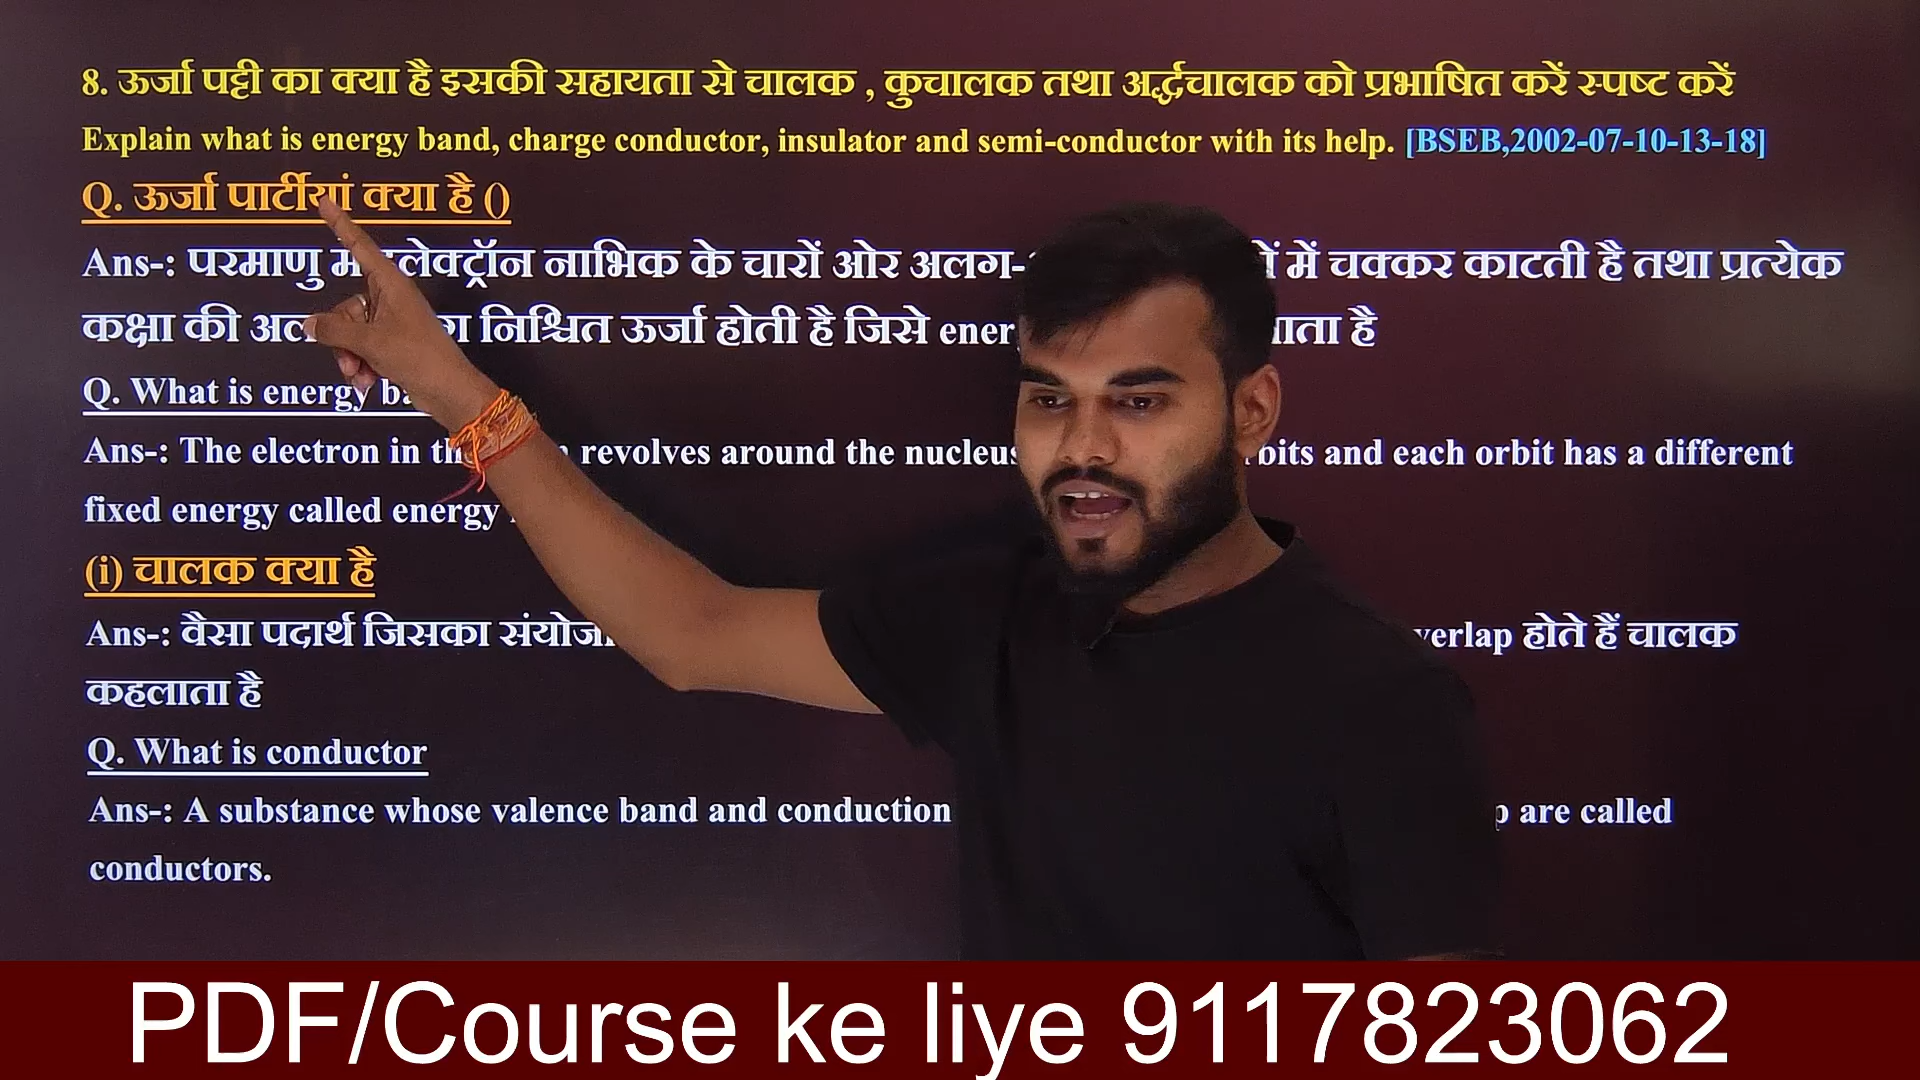 8. ऊर्जा पट्टी का क्या है इसकी सहायता से चालक , कुचालक तथा अर्द्धचालक को प्रभाषित करें स्पष्ट करें
Explain what is energy band, charge conductor, insulator and semi-conductor with its help. [BSEB,2002-07-10-13-18]
Q. ऊर्जा पार्टीयां क्या है ()
Ans-: परमाणु में नाभिक के चारों ओर अलग- में चक्कर काटती है तथा प्रत्येक
कक्षा की निश्चित ऊर्जा होती है जिसे है
Q. What is energy
Ans-: The electron in revolves around the nucleus and each orbit has a different
fixed energy called energy
(i) चालक क्या है
Ans-: वैसा पदार्थ जिसका होते हैं चालक
कहलाता है
Q. What is conductor
Ans-: A substance whose valence band and conduction are called
conductors.
PDF/Course ke liye 9117823062